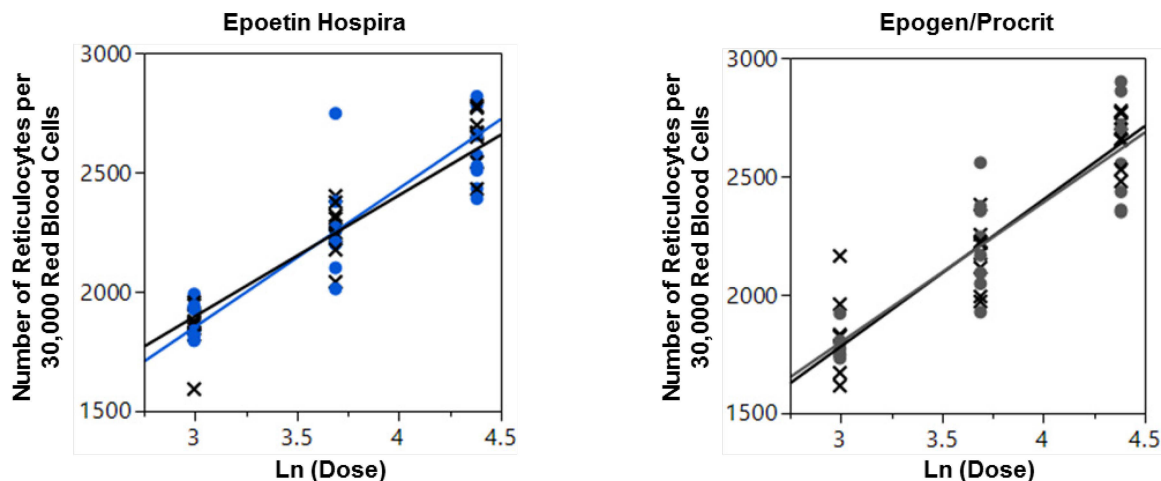 Epoetin Hospira
Number of Reticulocytes per
30,000 Red Blood Cells
3000
2500
2000
1500
3
3.5
4
4.5
Ln (Dose)
Epogen/Procrit
Number of Reticulocytes per
30,000 Red Blood Cells
3000
2500
2000
1500
3
3.5
4
4.5
Ln (Dose)